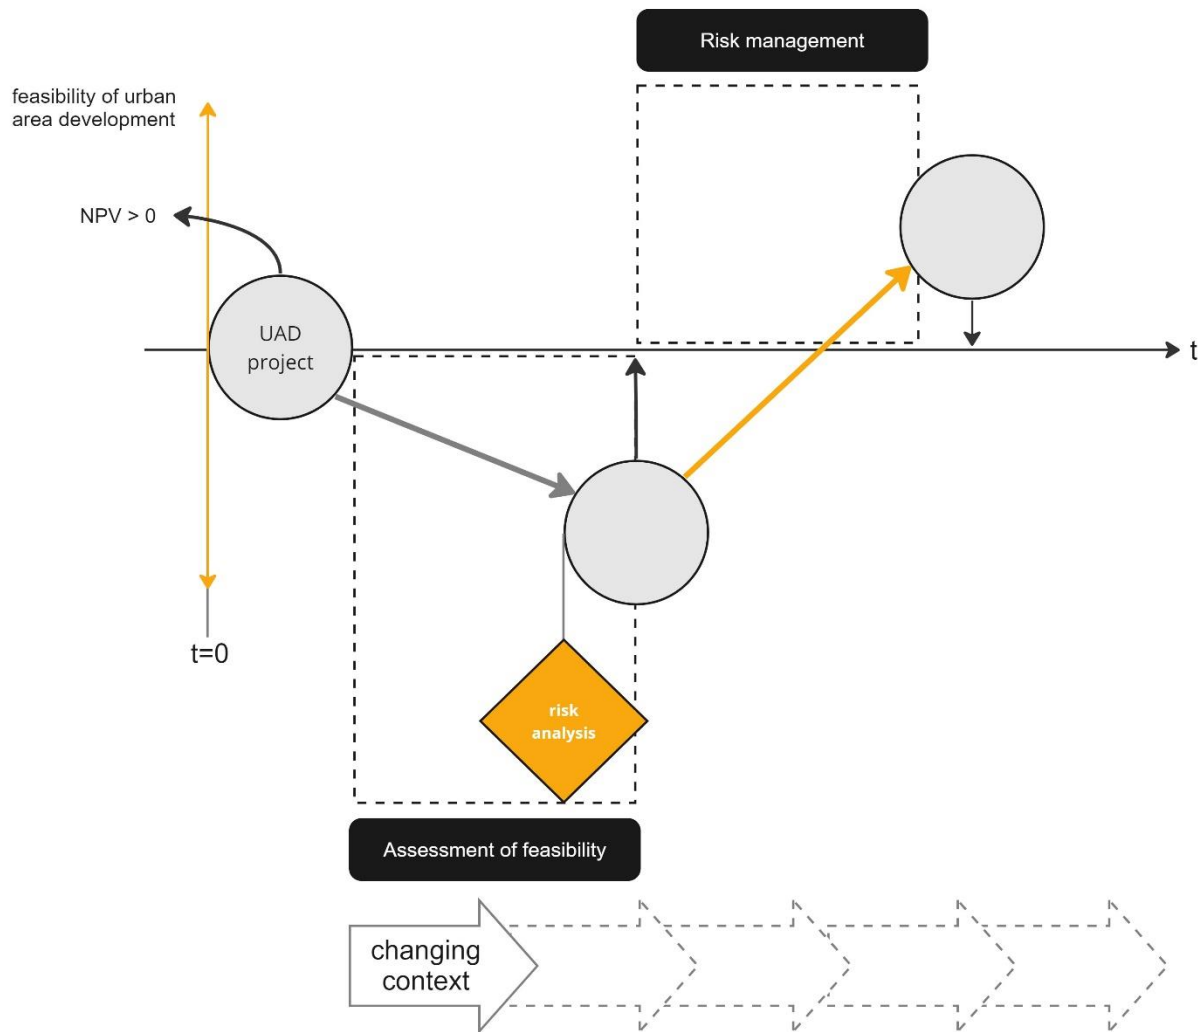 Risk management
feasibility of urban
area development
NPV > 0
UAD
project
t
t=0
risk
analysis
Assessment of feasibility
changing
context